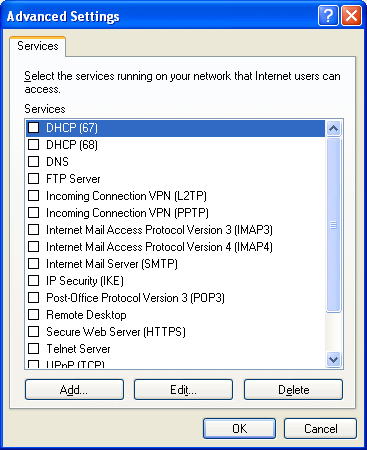 Advanced Settings
Services
Select the services running on your network that Internet users can
access.
Services
DHCP (67)
DHCP (68)
DNS
FTP Server
Incoming Connection VPN (L2TP)
Incoming Connection VPN (PPTP)
Internet Mail Access Protocol Version 3 (IMAP3)
Internet Mail Access Protocol Version 4 (IMAP4)
Internet Mail Server (SMTP)
IP Security (IKE)
Post-Office Protocol Version 3 (POP3)
Remote Desktop
Secure Web Server (HTTPS)
Telnet Server
UPnP (TCP)
Add... Edit... Delete
OK Cancel